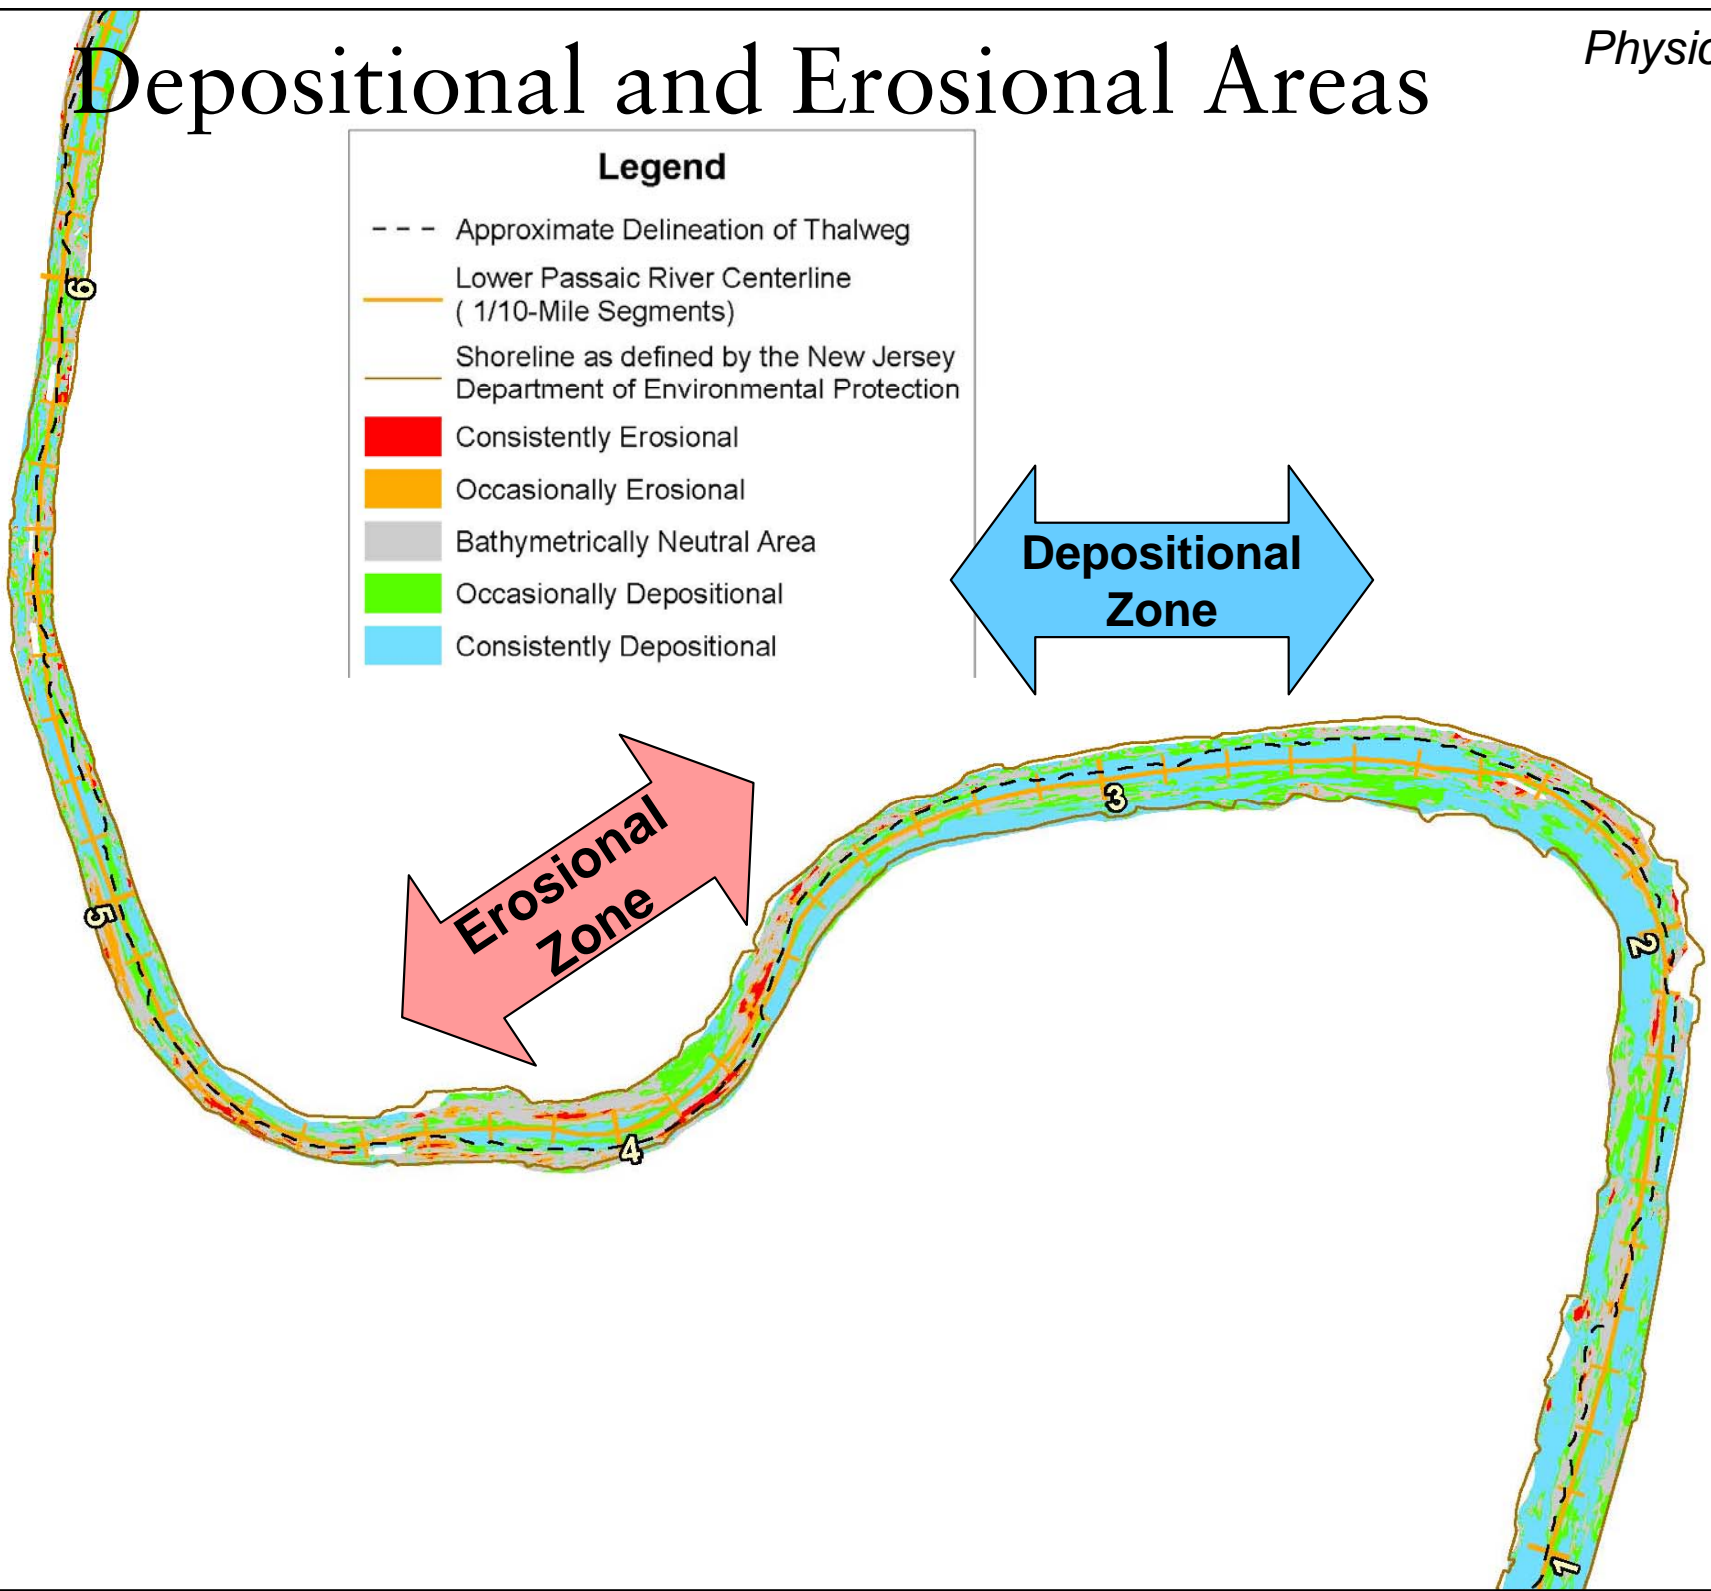 Depositional and Erosional Areas
Physic
Legend
Approximate Delineation of Thalweg
Lower Passaic River Centerline
( 1/10-Mile Segments)
Shoreline as defined by the New Jersey
Department of Environmental Protection
Consistently Erosional
Occasionally Erosional
Bathymetrically Neutral Area
Occasionally Depositional
Consistently Depositional
Depositional
Zone
Erosional
Zone
6
5
4
3
2
1